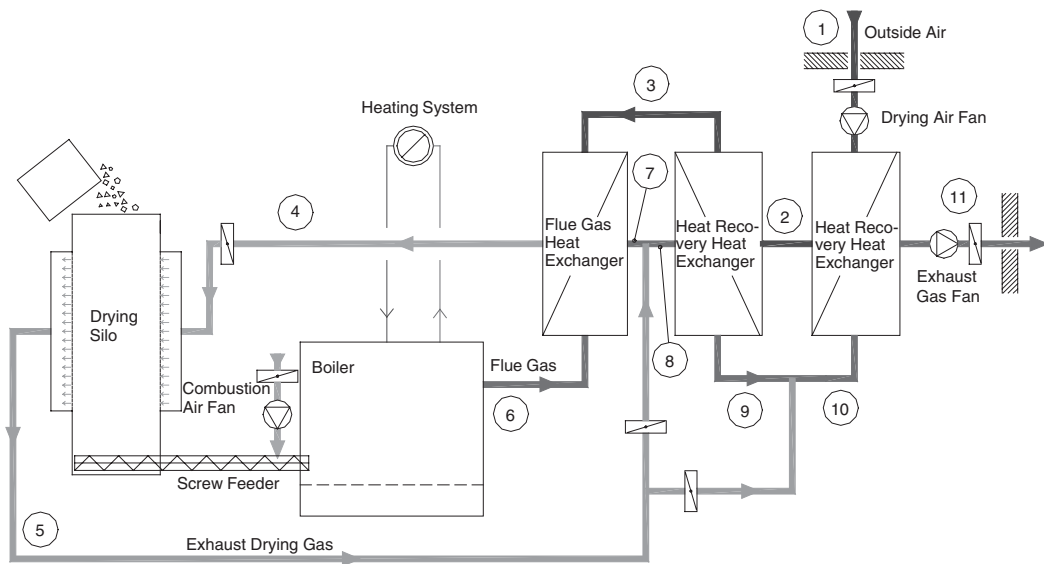 1
Outside Air
3
Heating System
Drying Air Fan
7
11
4
2
Flue Gas
Heat
Exchanger
Heat Reco-
very Heat
Exchanger
Heat Reco-
very Heat
Exchanger
Exhaust
Gas Fan
Drying
Silo
8
Boiler
Flue Gas
Combustion
Air Fan
6
9
10
Screw Feeder
5
Exhaust Drying Gas